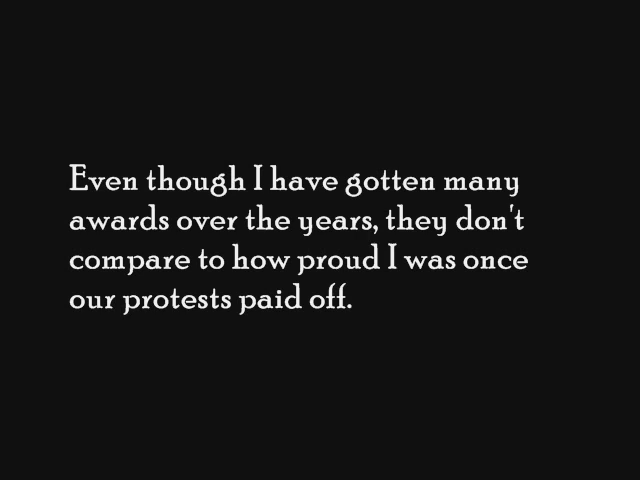 Even though I have gotten many
awards over the years, they don't
compare to how proud I was once
our protests paid off.